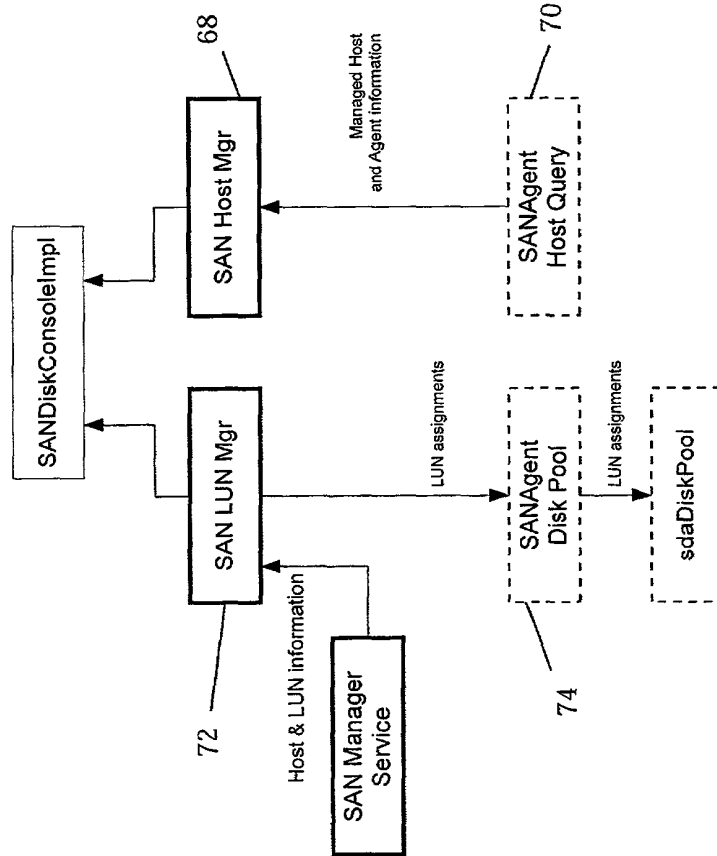 SANDiskConsoleImpl
72
SAN LUN Mgr
SAN Host Mgr
68
Host & LUN information
SAN Manager
Service
LUN assignments
Managed Host
and Agent information
74
SANAgent
Disk Pool
SANAgent
Host Query
70
LUN assignments
sdaDiskPool